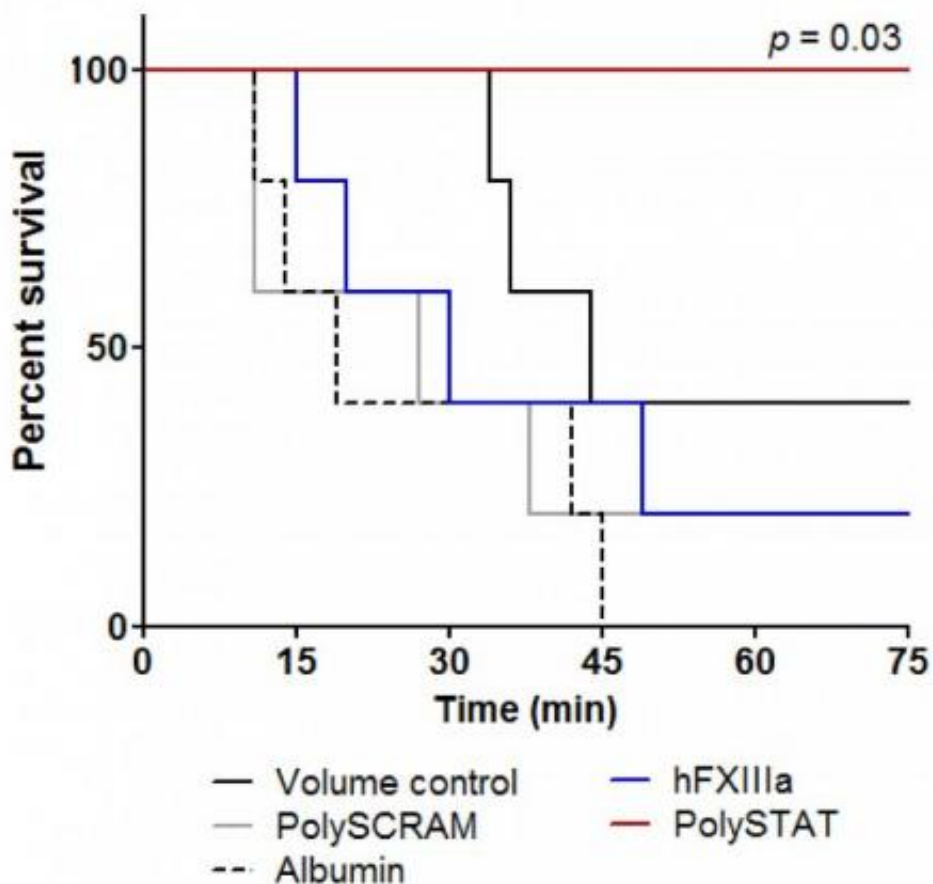 p = 0.03
100
Percent survival
50
0
0 15 30 45 60 75
Time (min)
Volume control
hFXIIIa
PolySCRAM
PolySTAT
Albumin